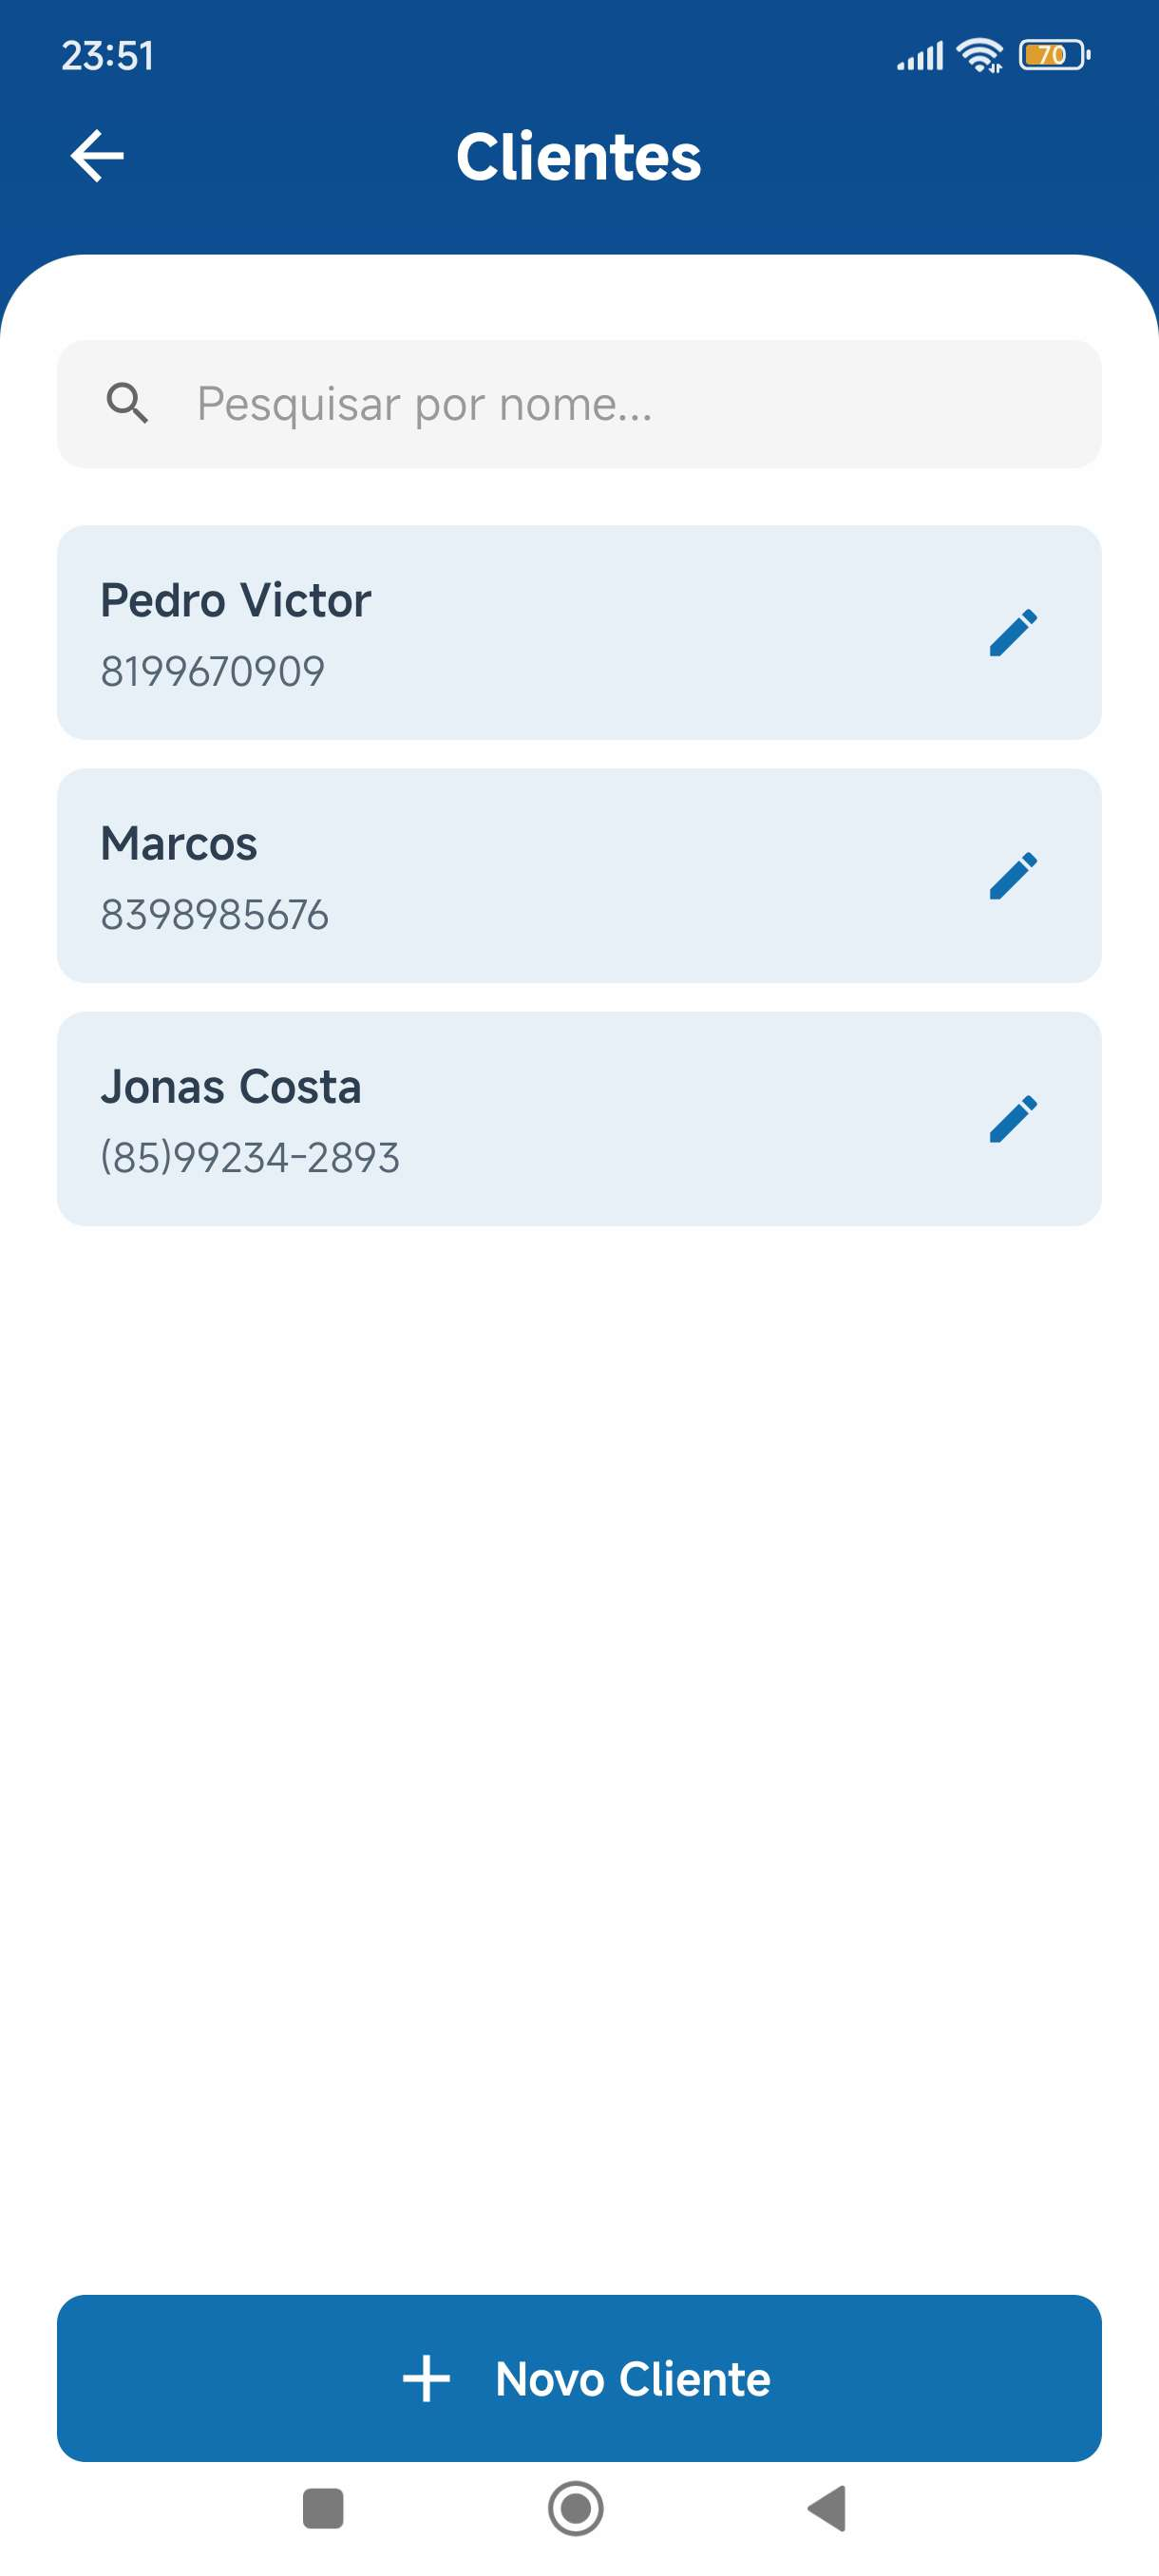 23:51
70
Clientes
Pesquisar por nome...
Pedro Victor
8199670909
Marcos
8398985676
Jonas Costa
(85)99234-2893
Novo Cliente